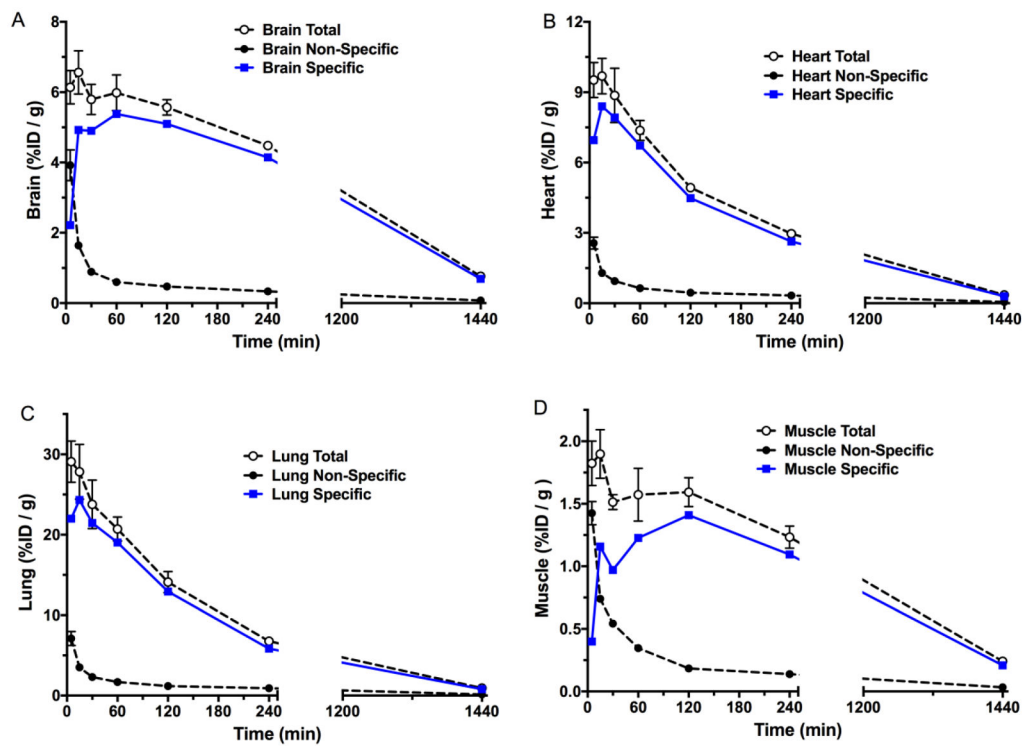 A
Brain Total
Brain Non-Specific
Brain Specific
Brain (%ID / g)
8
6
4
2
0
0 60 120 180 240 1200 1440
Time (min)
B
Heart Total
Heart Non-Specific
Heart Specific
Heart (%ID / g)
12
9
6
3
0
0 60 120 180 240 1200 1440
Time (min)
C
Lung Total
Lung Non-Specific
Lung Specific
Lung (%ID / g)
30
20
10
0
0 60 120 180 240 1200 1440
Time (min)
D
Muscle Total
Muscle Non-Specific
Muscle Specific
Muscle (%ID / g )
2.0
1.5
1.0
0.5
0.0
0 60 120 180 240 1200 1440
Time (min)